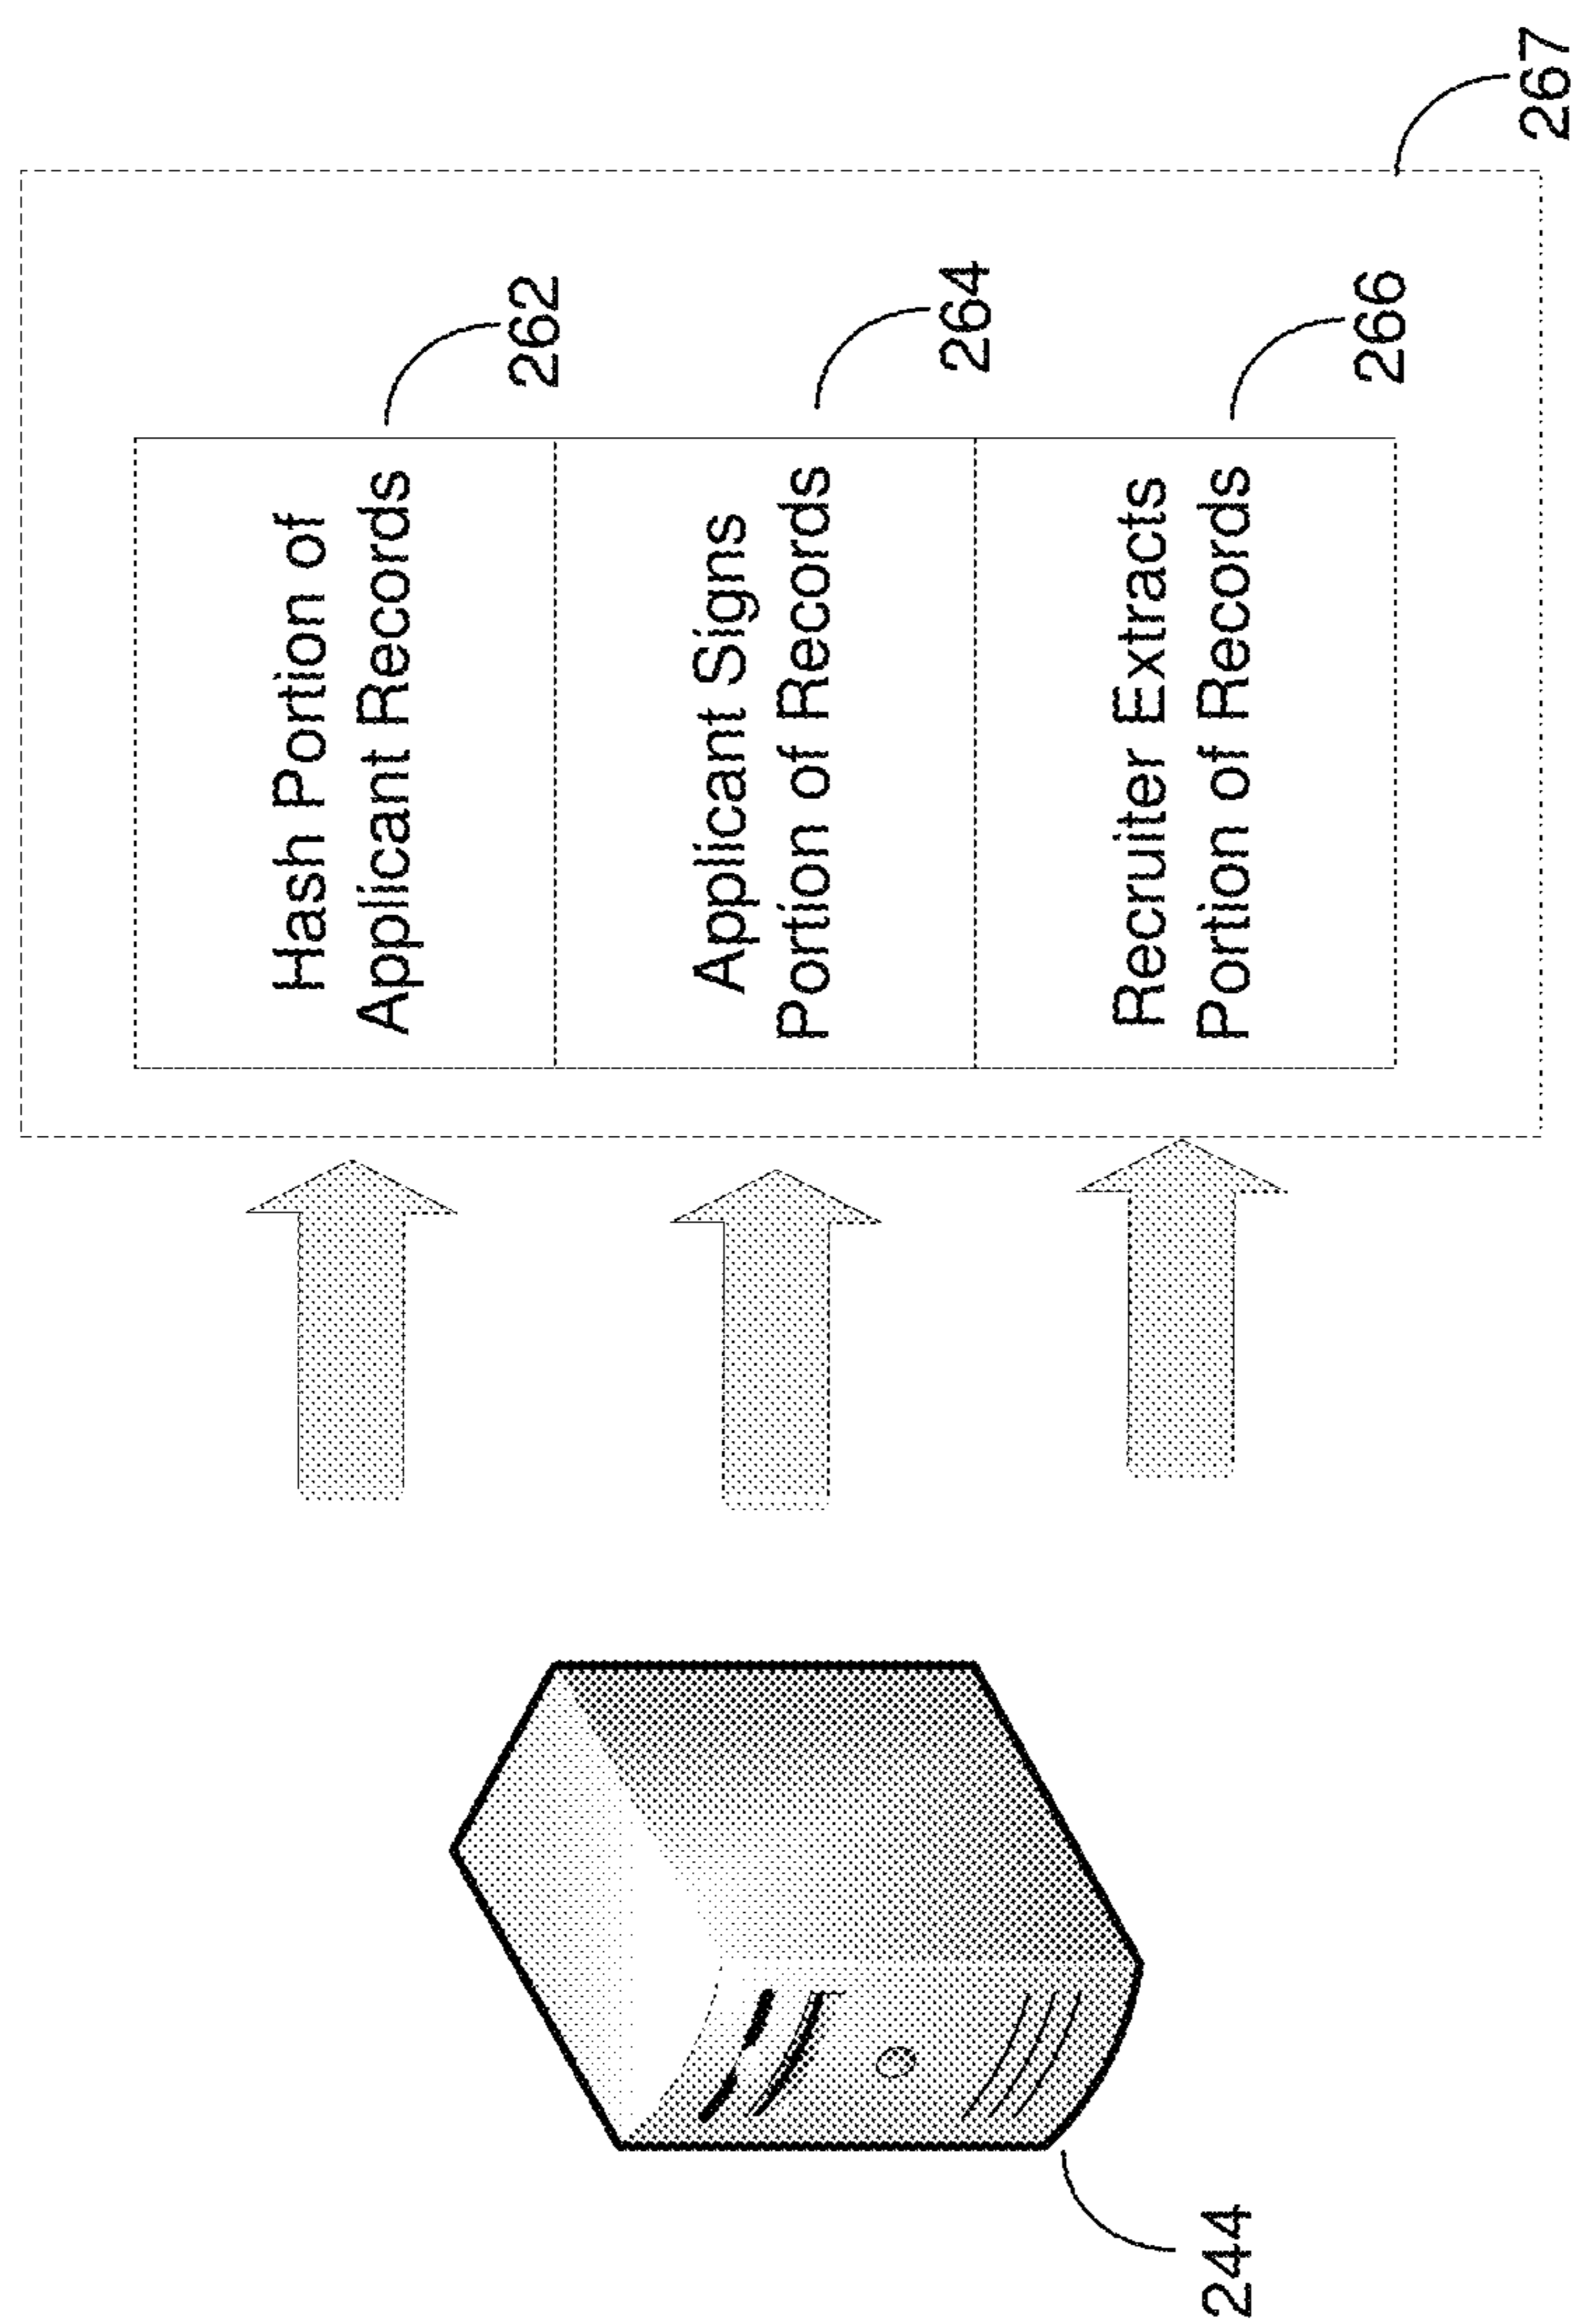 Hash Portion of
Applicant Records
262
Applicant Signs
Portion of Records
264
Recruiter Extracts
Portion of Records
266
267
244